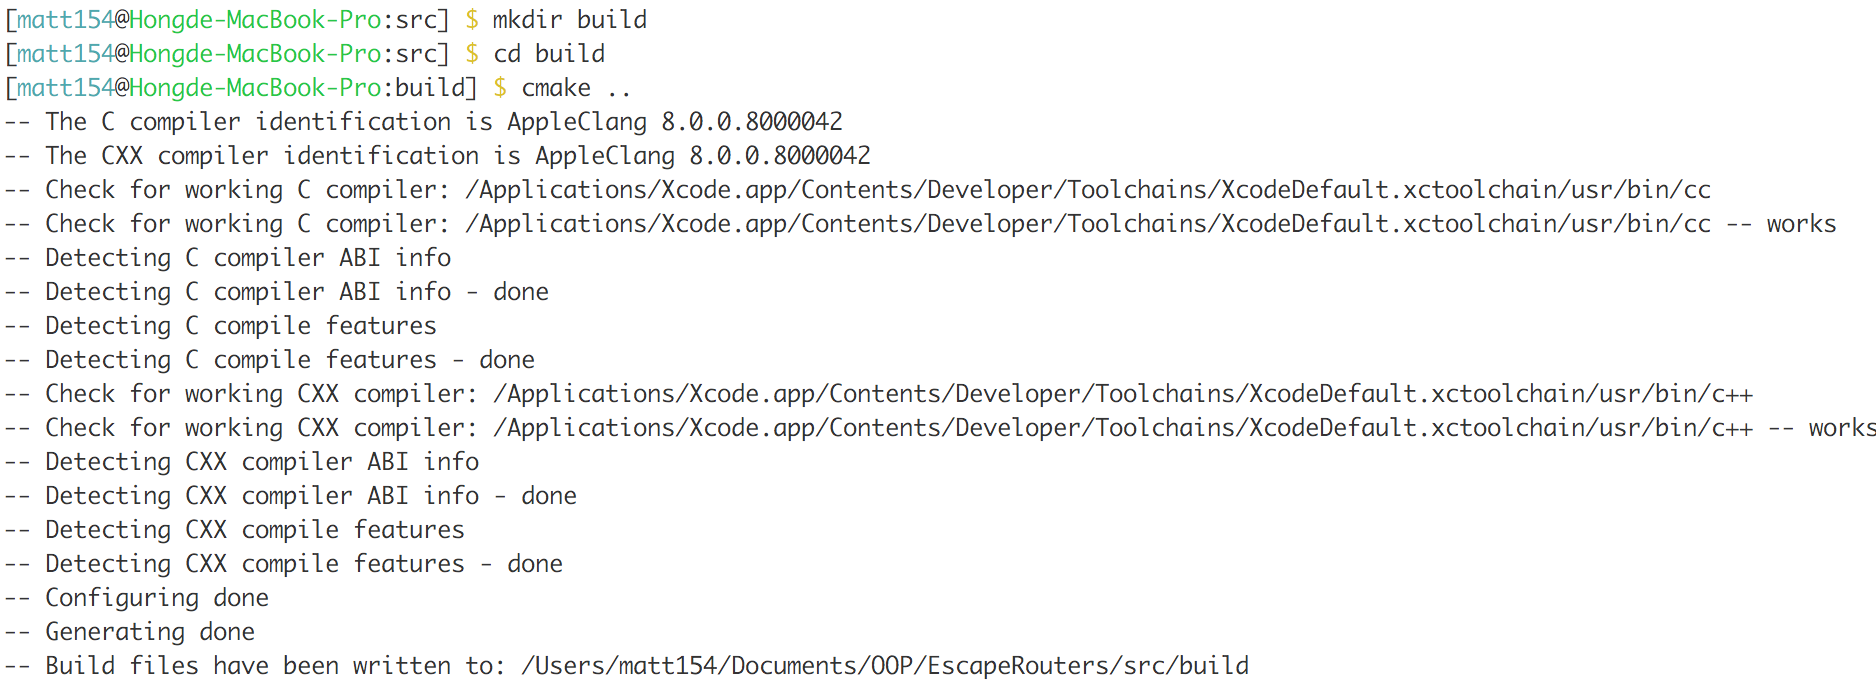 [matt154@Hongde-MacBook-Pro:src] $ mkdir build
[matt154@Hongde-MacBook-Pro:src] $ cd build
[matt154@Hongde-MacBook-Pro:build] $ cmake ..
-- The C compiler identification is AppleClang 8.0.0.8000042
-- The CXX compiler identification is AppleClang 8.0.0.8000042
-- Check for working C compiler: /Applications/Xcode.app/Contents/Developer/Toolchains/XcodeDefault.xctoolchain/usr/bin/cc
-- Check for working C compiler: /Applications/Xcode.app/Contents/Developer/Toolchains/XcodeDefault.xctoolchain/usr/bin/cc -- works
-- Detecting C compiler ABI info
-- Detecting C compiler ABI info - done
-- Detecting C compile features
-- Detecting C compile features - done
-- Check for working CXX compiler: /Applications/Xcode.app/Contents/Developer/Toolchains/XcodeDefault.xctoolchain/usr/bin/c++
-- Check for working CXX compiler: /Applications/Xcode.app/Contents/Developer/Toolchains/XcodeDefault.xctoolchain/usr/bin/c++ -- works
-- Detecting CXX compiler ABI info
-- Detecting CXX compiler ABI info - done
-- Detecting CXX compile features
-- Detecting CXX compile features - done
-- Configuring done
-- Generating done
-- Build files have been written to: /Users/matt154/Documents/OOP/EscapeRouters/src/build